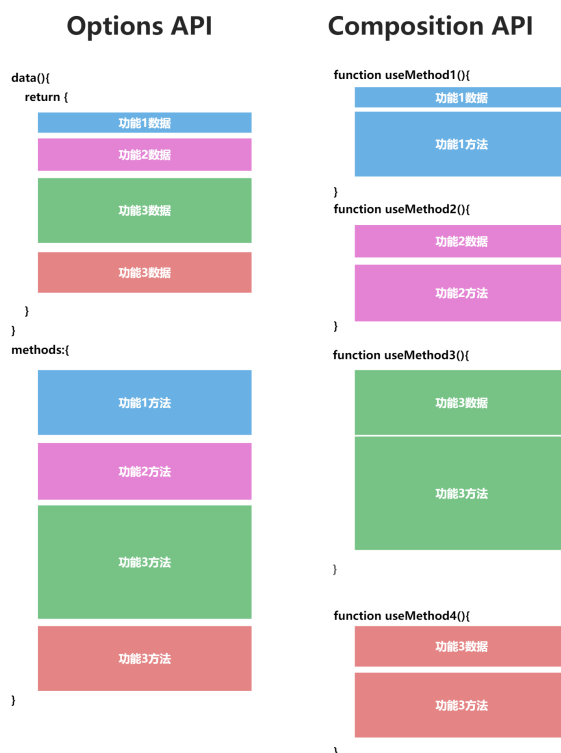 Options API
data(){
return {
功能1数据
功能2数据
功能3数据
功能3数据
}
}
methods:{
功能1方法
功能2方法
功能3方法
功能3方法
}
Composition API
function useMethod1(){
功能1数据
功能1方法
}
function useMethod2(){
功能2数据
功能2方法
}
function useMethod3(){
功能3数据
功能3方法
}
function useMethod4(){
功能3数据
功能3方法
}